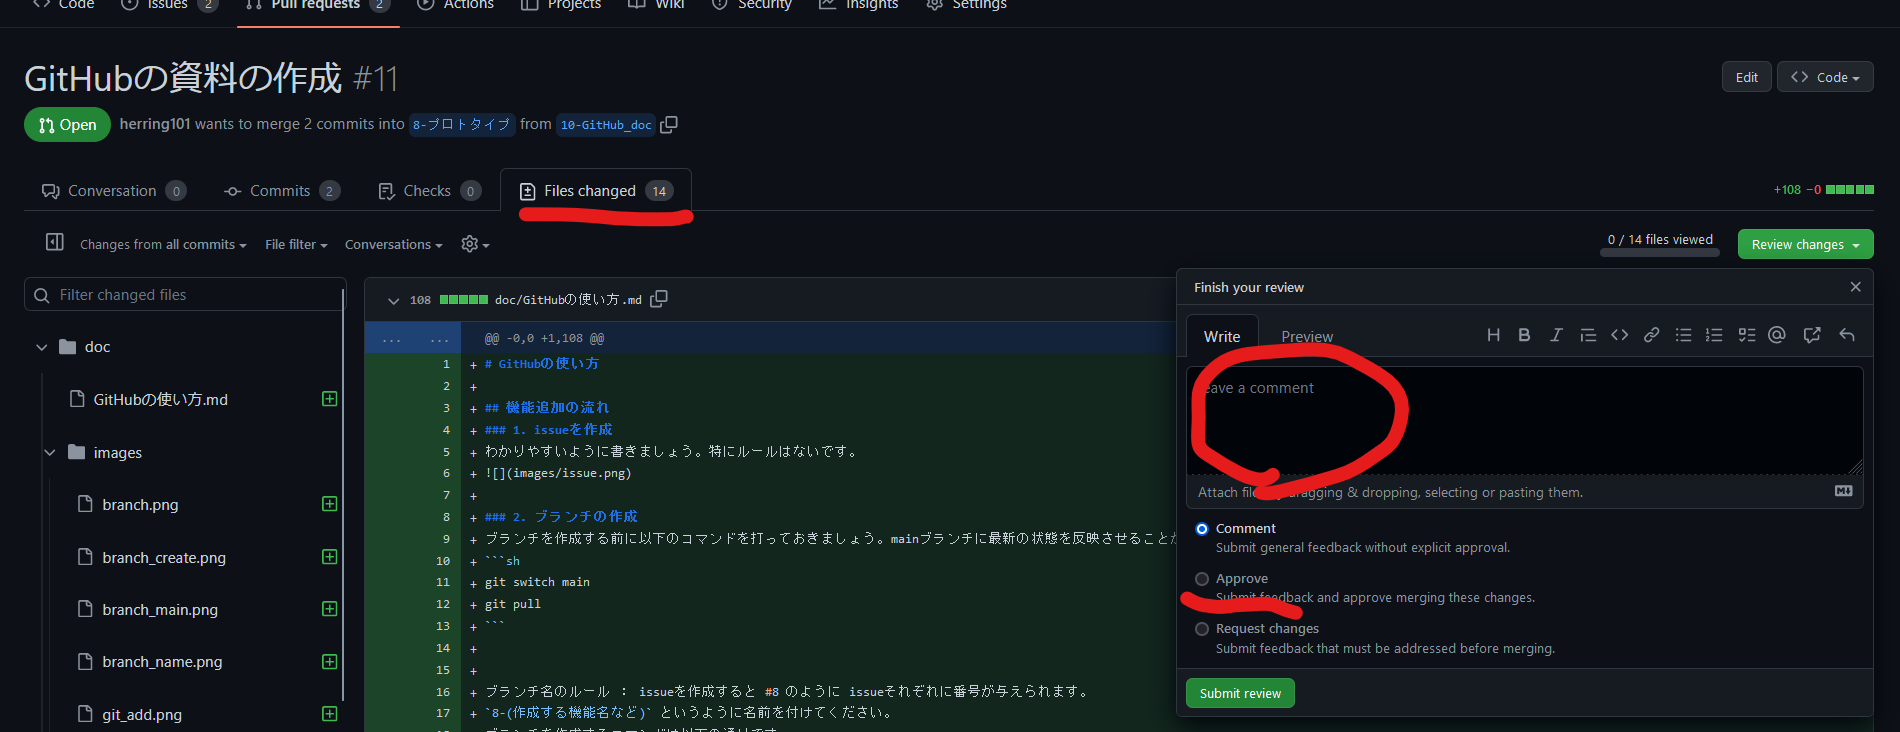 Code Issues 2 Pull requests 2 Actions Projects Wiki Security Insights Settings
GitHubの資料の作成 #11
Edit
Code
Open herring101 wants to merge 2 commits into 8-プロトタイプ from 10-GitHub_doc
Conversation 0 Commits 2 Checks 0 Files changed 14
+108 −0
Changes from all commits File filter Conversations
0 / 14 files viewed
Review changes
Filter changed files
doc
GitHubの使い方.md
images
branch.png
branch_create.png
branch_main.png
branch_name.png
git_add.png
108 doc/GitHubの使い方.md
... ... @@ -0,0 +1,108 @@
1 + # GitHubの使い方
2 +
3 + ## 機能追加の流れ
4 + ### 1. issueを作成
5 + わかりやすいように書きましょう。特にルールはないです。
6 + ![](images/issue.png)
7 +
8 + ### 2. ブランチの作成
9 + ブランチを作成する前に以下のコマンドを打っておきましょう。mainブランチに最新の状態を反映させることが
10 + ```sh
11 + git switch main
12 + git pull
13 + ```
14 +
15 +
16 + ブランチ名のルール ： issueを作成すると #8 のように issueそれぞれに番号が与えられます。
17 + `8-(作成する機能名など)` というように名前を付けてください。
Finish your review
Write Preview
eave a comment
Attach files dragging & dropping, selecting or pasting them.
Comment
Submit general feedback without explicit approval.
Approve
Submit feedback and approve merging these changes.
Request changes
Submit feedback that must be addressed before merging.
Submit review